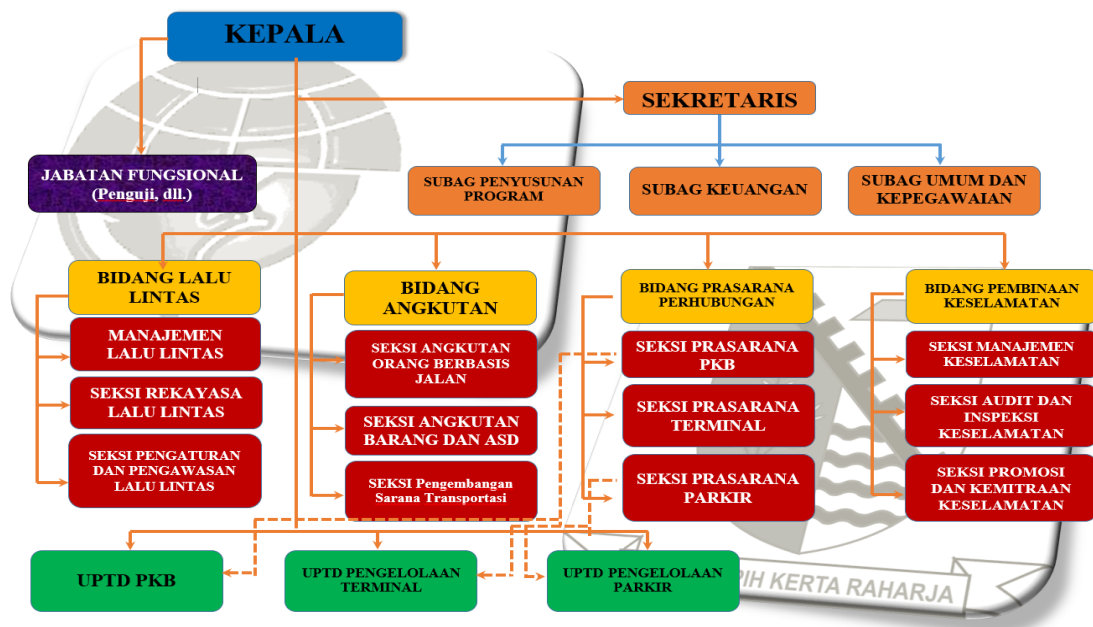 KEPALA
SEKRETARIS
JABATAN FUNGSIONAL
(Penguji, dll.)
SUBAG PENYUSUNAN
PROGRAM
SUBAG KEUANGAN
SUBAG UMUM DAN
KEPEGAWAIAN
BIDANG LALU
LINTAS
BIDANG
ANGKUTAN
BIDANG PRASARANA
PERHUBUNGAN
BIDANG PEMBINAAN
KESELAMATAN
MANAJEMEN
LALU LINTAS
SEKSI REKAYASA
LALU LINTAS
SEKSI PENGATURAN
DAN PENGAWASAN
LALU LINTAS
SEKSI ANGKUTAN
ORANG BERBASIS
JALAN
SEKSI ANGKUTAN
BARANG DAN ASD
SEKSI Pengembangan
Sarana Transportasi
SEKSI PRASARANA
PKB
SEKSI PRASARANA
TERMINAL
SEKSI PRASARANA
PARKIR
SEKSI MANAJEMEN
KESELAMATAN
SEKSI AUDIT DAN
INSPEKSI
KESELAMATAN
SEKSI PROMOSI
DAN KEMITRAAN
KESELAMATAN
UPTD PKB
UPTD PENGELOLAAN
TERMINAL
UPTD PENGELOLAAN
PARKIR
KERTA RAHARJA